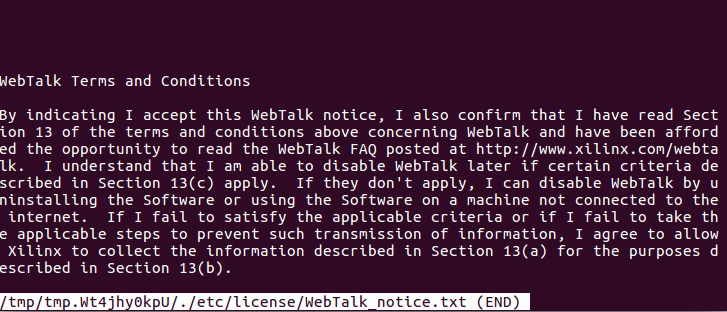 WebTalk Terms and Conditions
By indicating I accept this WebTalk notice, I also confirm that I have read Sect
ion 13 of the terms and conditions above concerning WebTalk and have been afford
ed the opportunity to read the WebTalk FAQ posted at http://www.xilinx.com/webta
lk.  I understand that I am able to disable WebTalk later if certain criteria de
scribed in Section 13(c) apply.  If they don't apply, I can disable WebTalk by u
ninstalling the Software or using the Software on a machine not connected to the
 internet.  If I fail to satisfy the applicable criteria or if I fail to take th
e applicable steps to prevent such transmission of information, I agree to allow
 Xilinx to collect the information described in Section 13(a) for the purposes d
escribed in Section 13(b).
/tmp/tmp.Wt4jhy0kpU/./etc/license/WebTalk_notice.txt (END)